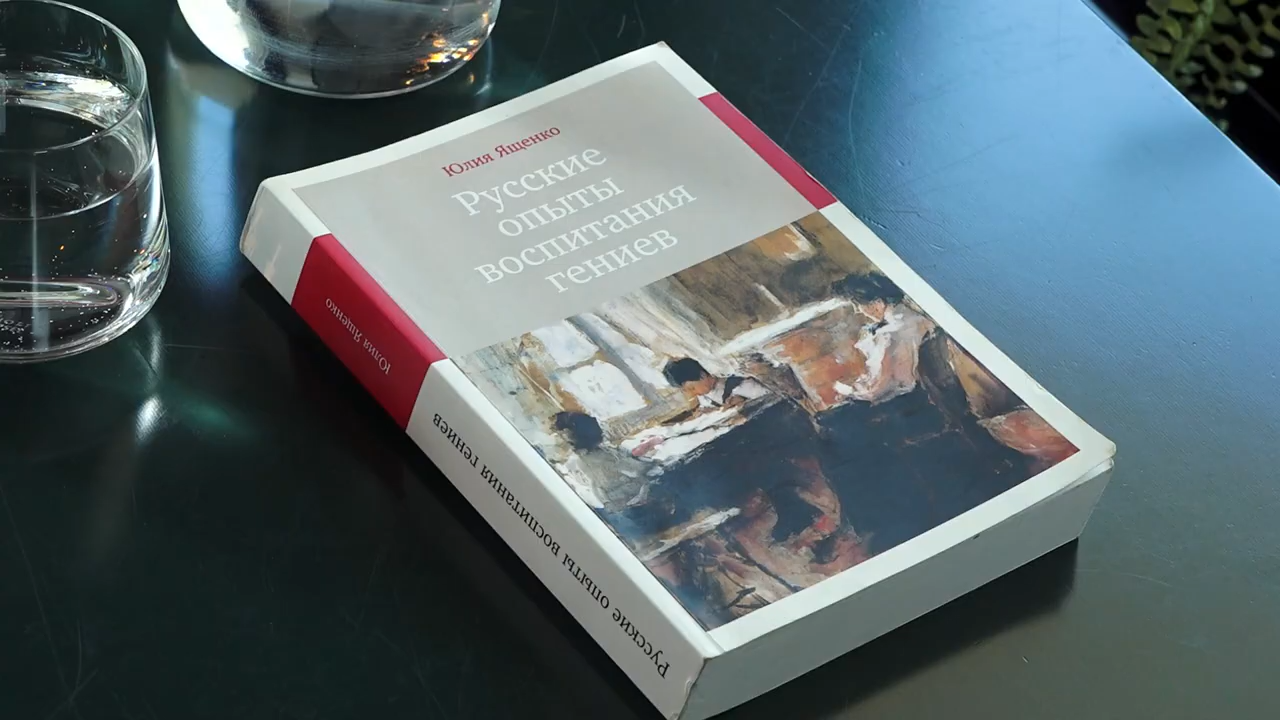 Юлия Ященко
Русские
опыты
воспитания
гениев
Юлия Ященко
Русские опыты воспитания гениев